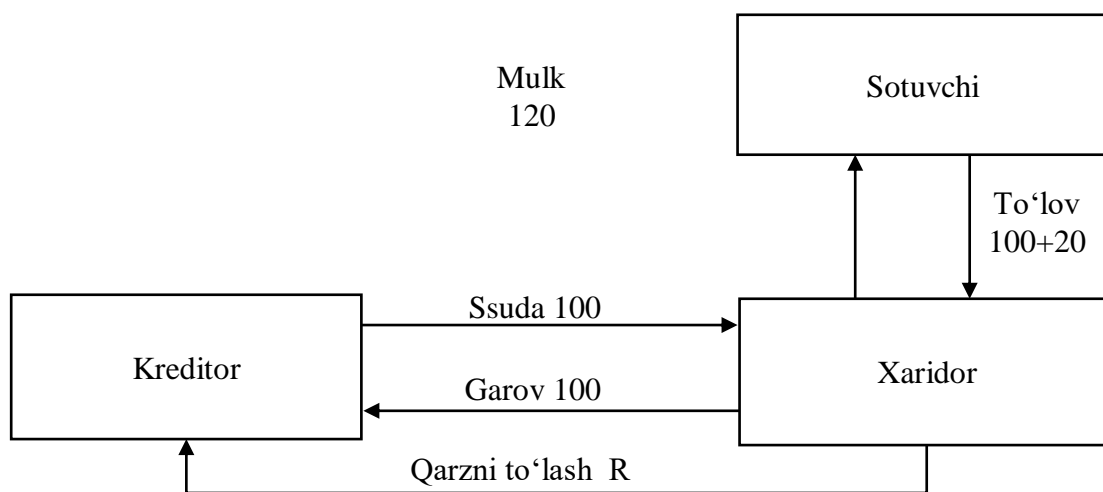 Mulk
120
Sotuvchi
To‘lov
100+20
Ssuda 100
Kreditor
Xaridor
Garov 100
Qarzni to‘lash R